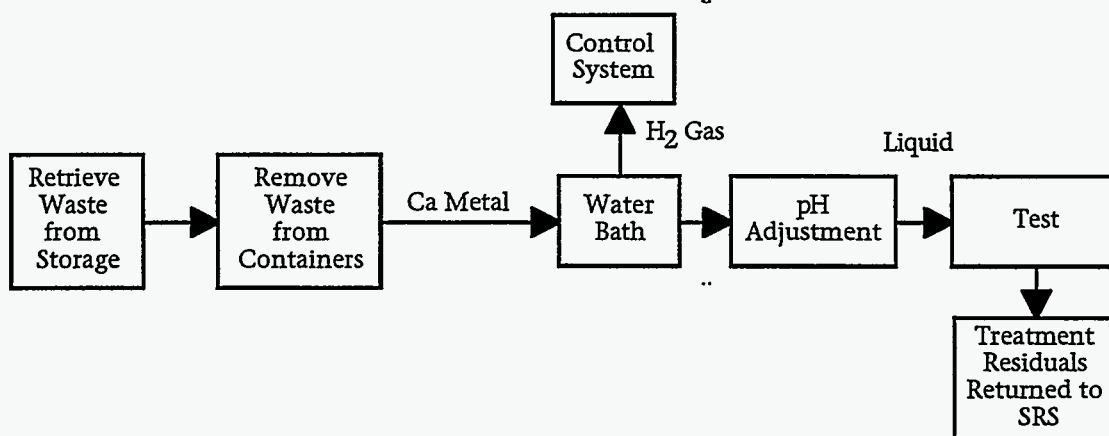 Control
System
H2 Gas
Liquid
Retrieve
Waste
from
Storage
Remove
Waste
from
Containers
Ca Metal
Water
Bath
pH
Adjustment
Test
Treatment
Residuals
Returned to
SRS